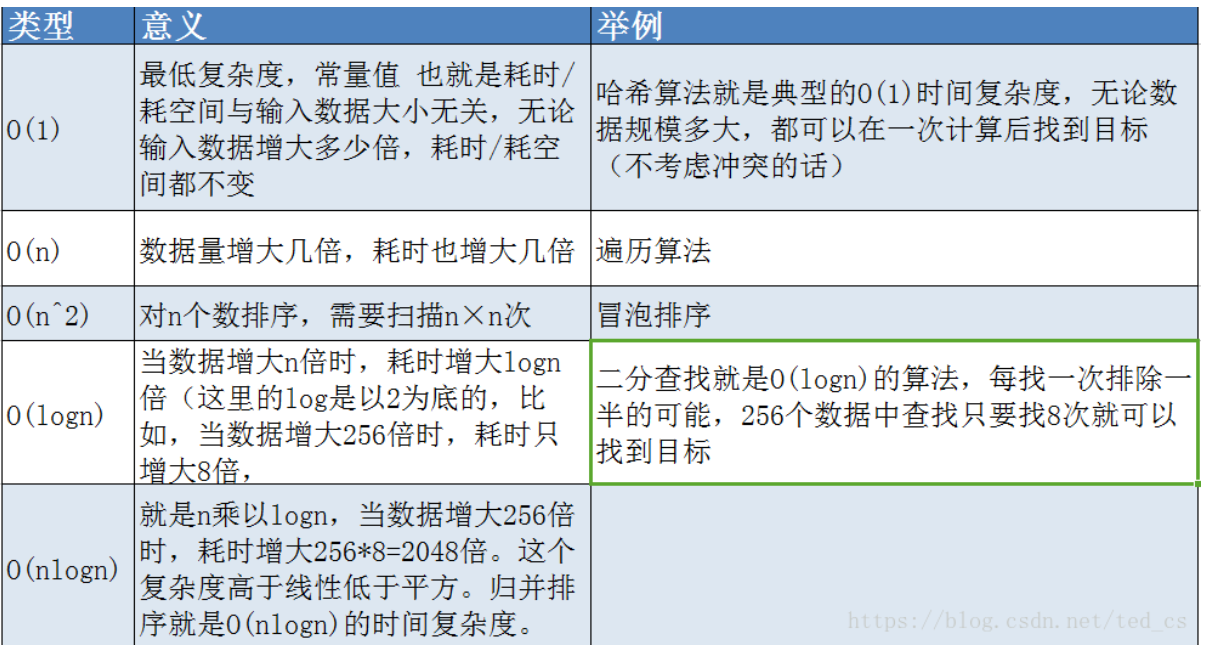 类型 意义 举例
O(1)
最低复杂度，常量值 也就是耗时/
耗空间与输入数据大小无关，无论
输入数据增大多少倍，耗时/耗空
间都不变
哈希算法就是典型的O(1)时间复杂度，无论数
据规模多大，都可以在一次计算后找到目标
（不考虑冲突的话）
O(n)
数据量增大几倍，耗时也增大几倍
遍历算法
O(n^2)
对n个数排序，需要扫描n×n次
冒泡排序
O(logn)
当数据增大n倍时，耗时增大logn
倍（这里的log是以2为底的，比
如，当数据增大256倍时，耗时只
增大8倍，
二分查找就是O(logn)的算法，每找一次排除一
半的可能，256个数据中查找只要找8次就可以
找到目标
O(nlogn)
就是n乘以logn，当数据增大256倍
时，耗时增大256*8=2048倍。这个
复杂度高于线性低于平方。归并排
序就是O(nlogn)的时间复杂度。
https://blog.csdn.net/ted_cs